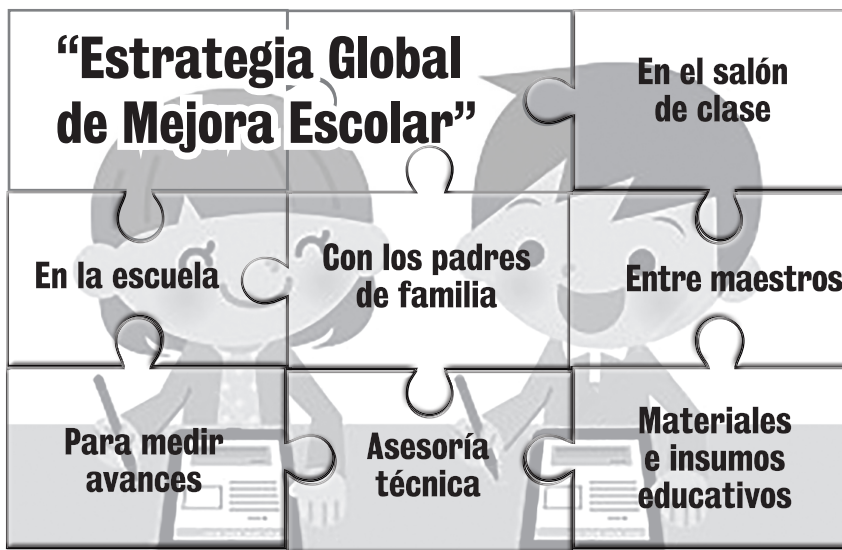 “Estrategia Global
de Mejora Escolar”
En el salón
de clase
En la escuela
Con los padres
de familia
Entre maestros
Para medir
avances
Asesoría
técnica
Materiales
e insumos
educativos